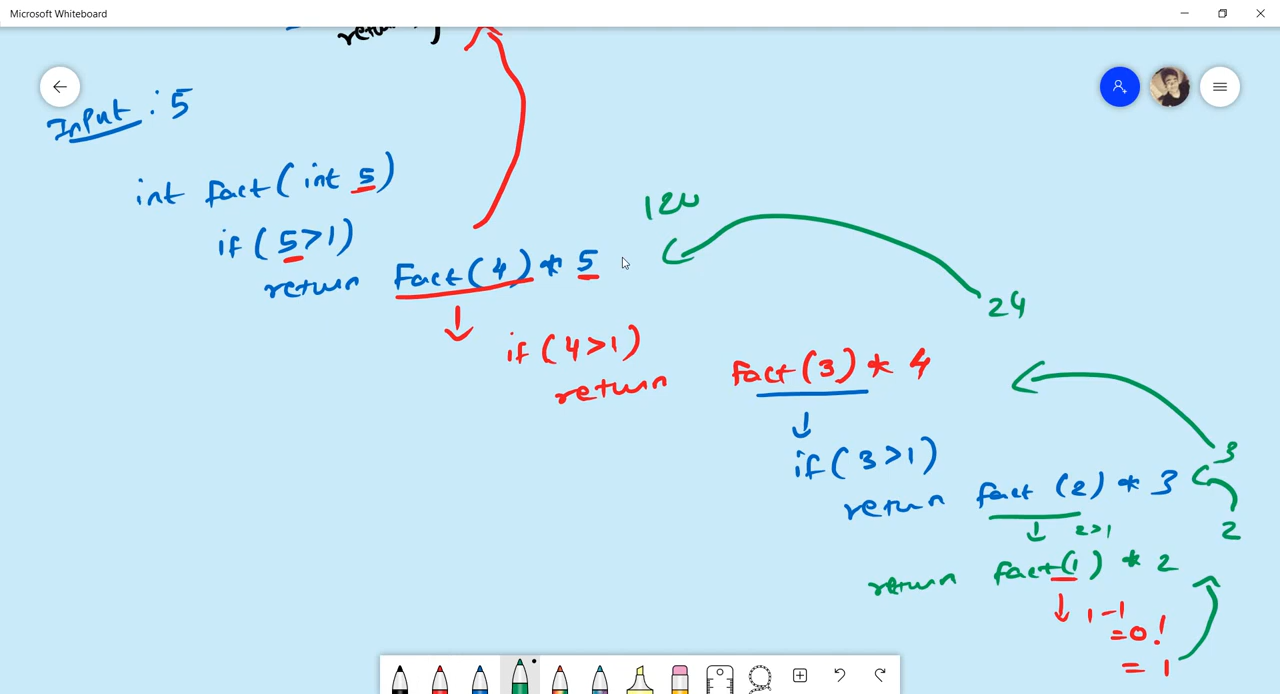 Microsoft Whiteboard
Input : 5
int fact(int 5)
if (5>1)
return Fact(4) * 5
120
24
if (4>1)
return Fact(3) * 4
if (3>1)
return fact (2) * 3
3
2
2>1
return fact(1) * 2
1-1
=0!
= 1